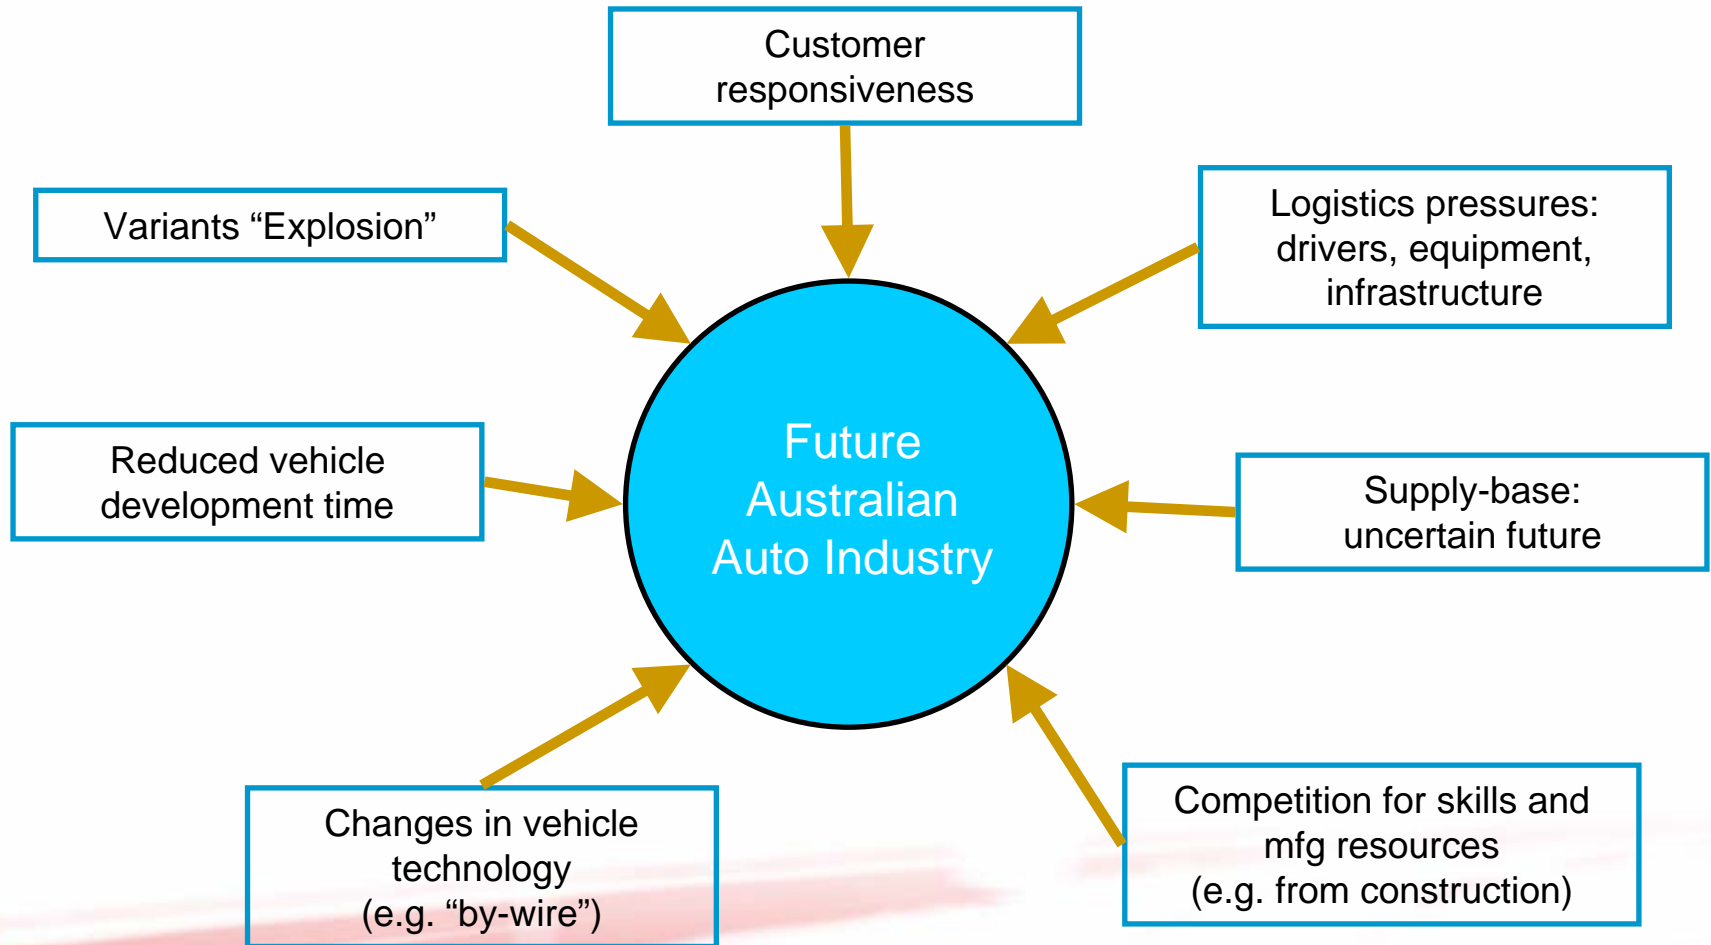 Customer
responsiveness
Variants “Explosion”
Logistics pressures:
drivers, equipment,
infrastructure
Reduced vehicle
development time
Future
Australian
Auto Industry
Supply-base:
uncertain future
Changes in vehicle
technology
(e.g. “by-wire”)
Competition for skills and
mfg resources
(e.g. from construction)